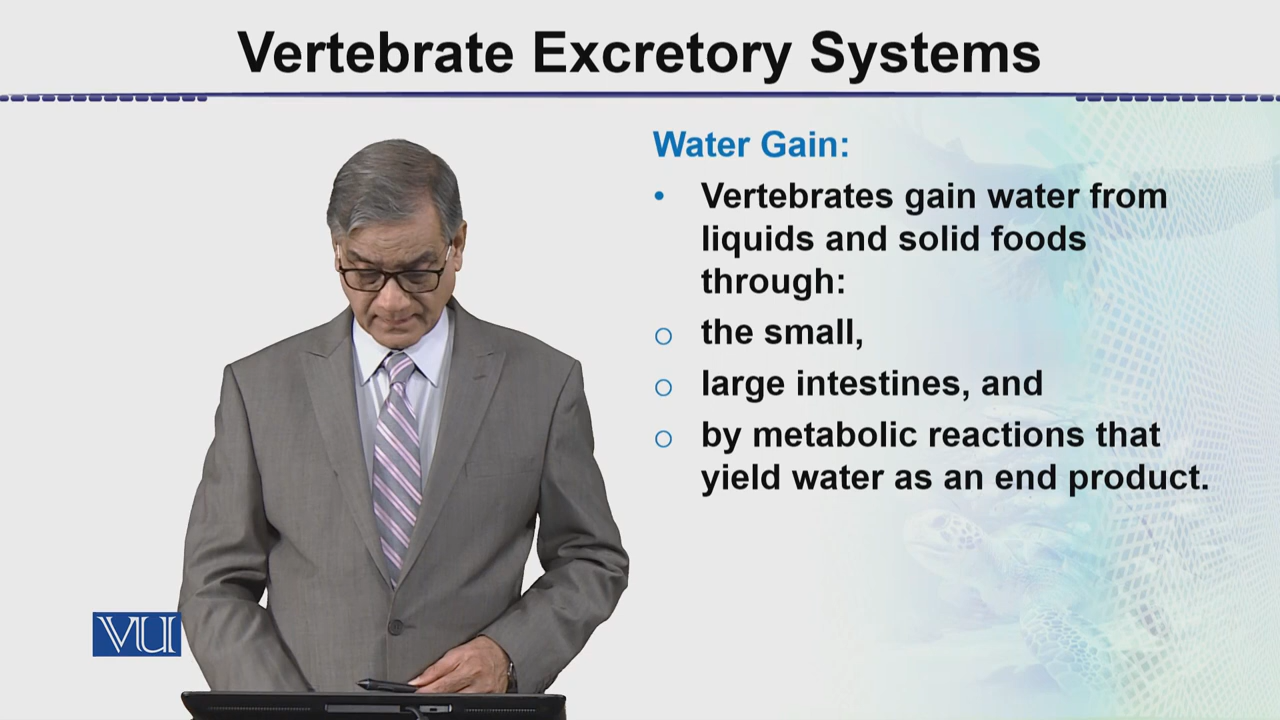 Vertebrate Excretory Systems
Water Gain:
• Vertebrates gain water from
liquids and solid foods
through:
o the small,
o large intestines, and
o by metabolic reactions that
yield water as an end product.
VU